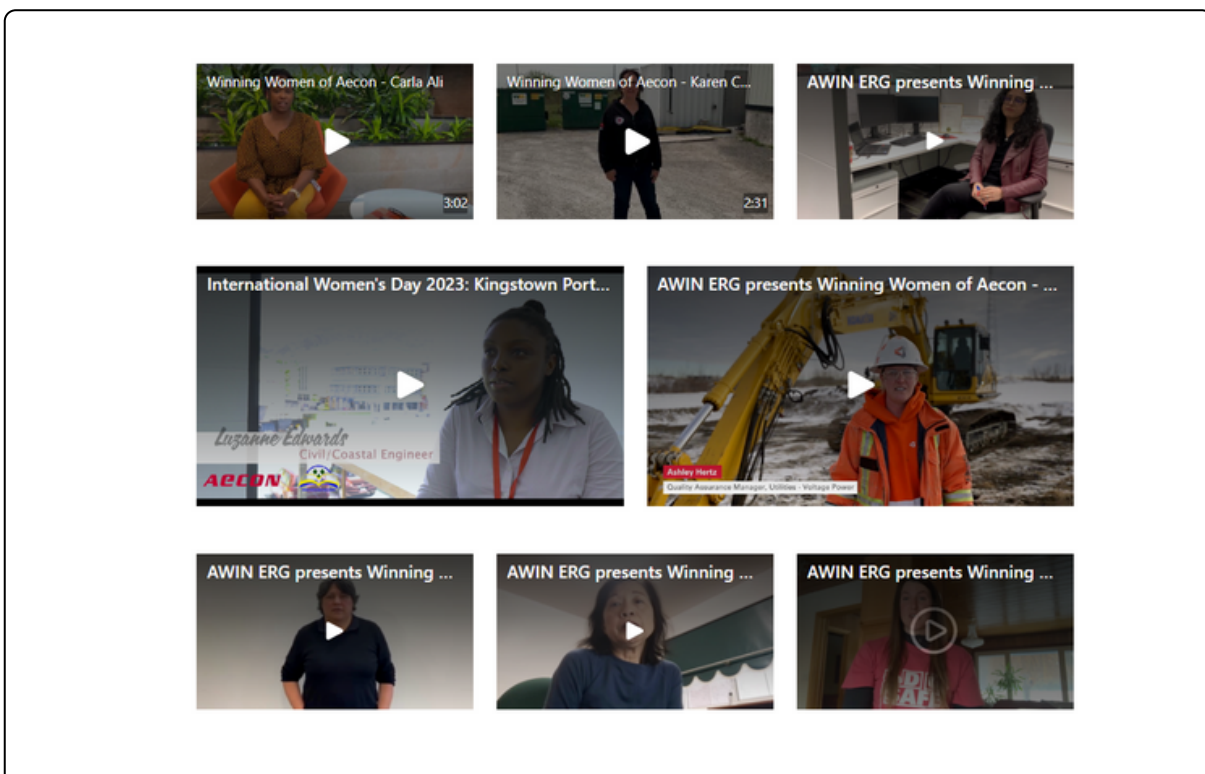 Winning Women of Aecon - Carla Ali
3:02
Winning Women of Aecon - Karen C...
2:31
AWIN ERG presents Winning ...
International Women's Day 2023: Kingstown Port...
Luzanne Edwards
Civil/Coastal Engineer
AECON
AWIN ERG presents Winning Women of Aecon - ...
Ashley Hertz
Quality Assurance Manager, Utilities - Voltage Power
AWIN ERG presents Winning ...
AWIN ERG presents Winning ...
AWIN ERG presents Winning ...